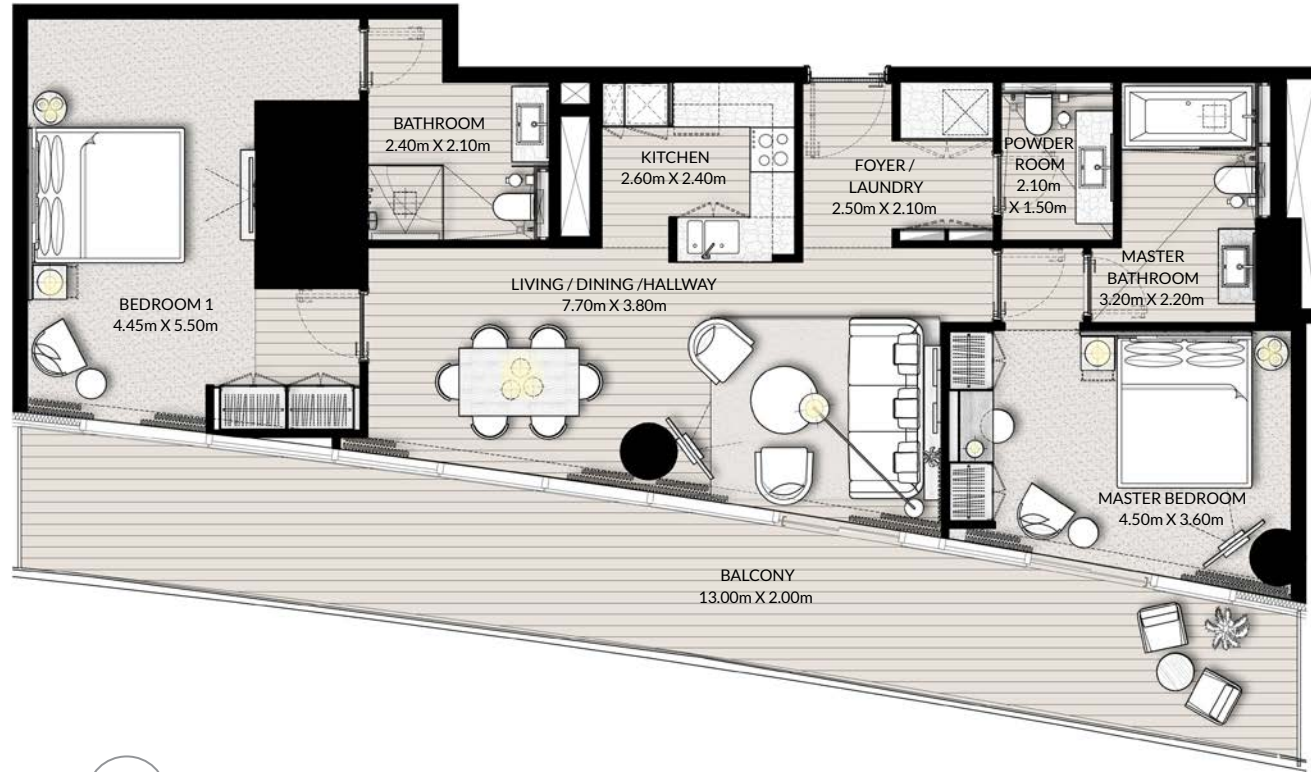 BATHROOM
2.40m X 2.10m
KITCHEN
2.60m X 2.40m
FOYER /
LAUNDRY
2.50m X 2.10m
POWDER
ROOM
2.10m
X 1.50m
MASTER
BATHROOM
3.20m X 2.20m
BEDROOM 1
4.45m X 5.50m
LIVING / DINING /HALLWAY
7.70m X 3.80m
MASTER BEDROOM
4.50m X 3.60m
BALCONY
13.00m X 2.00m